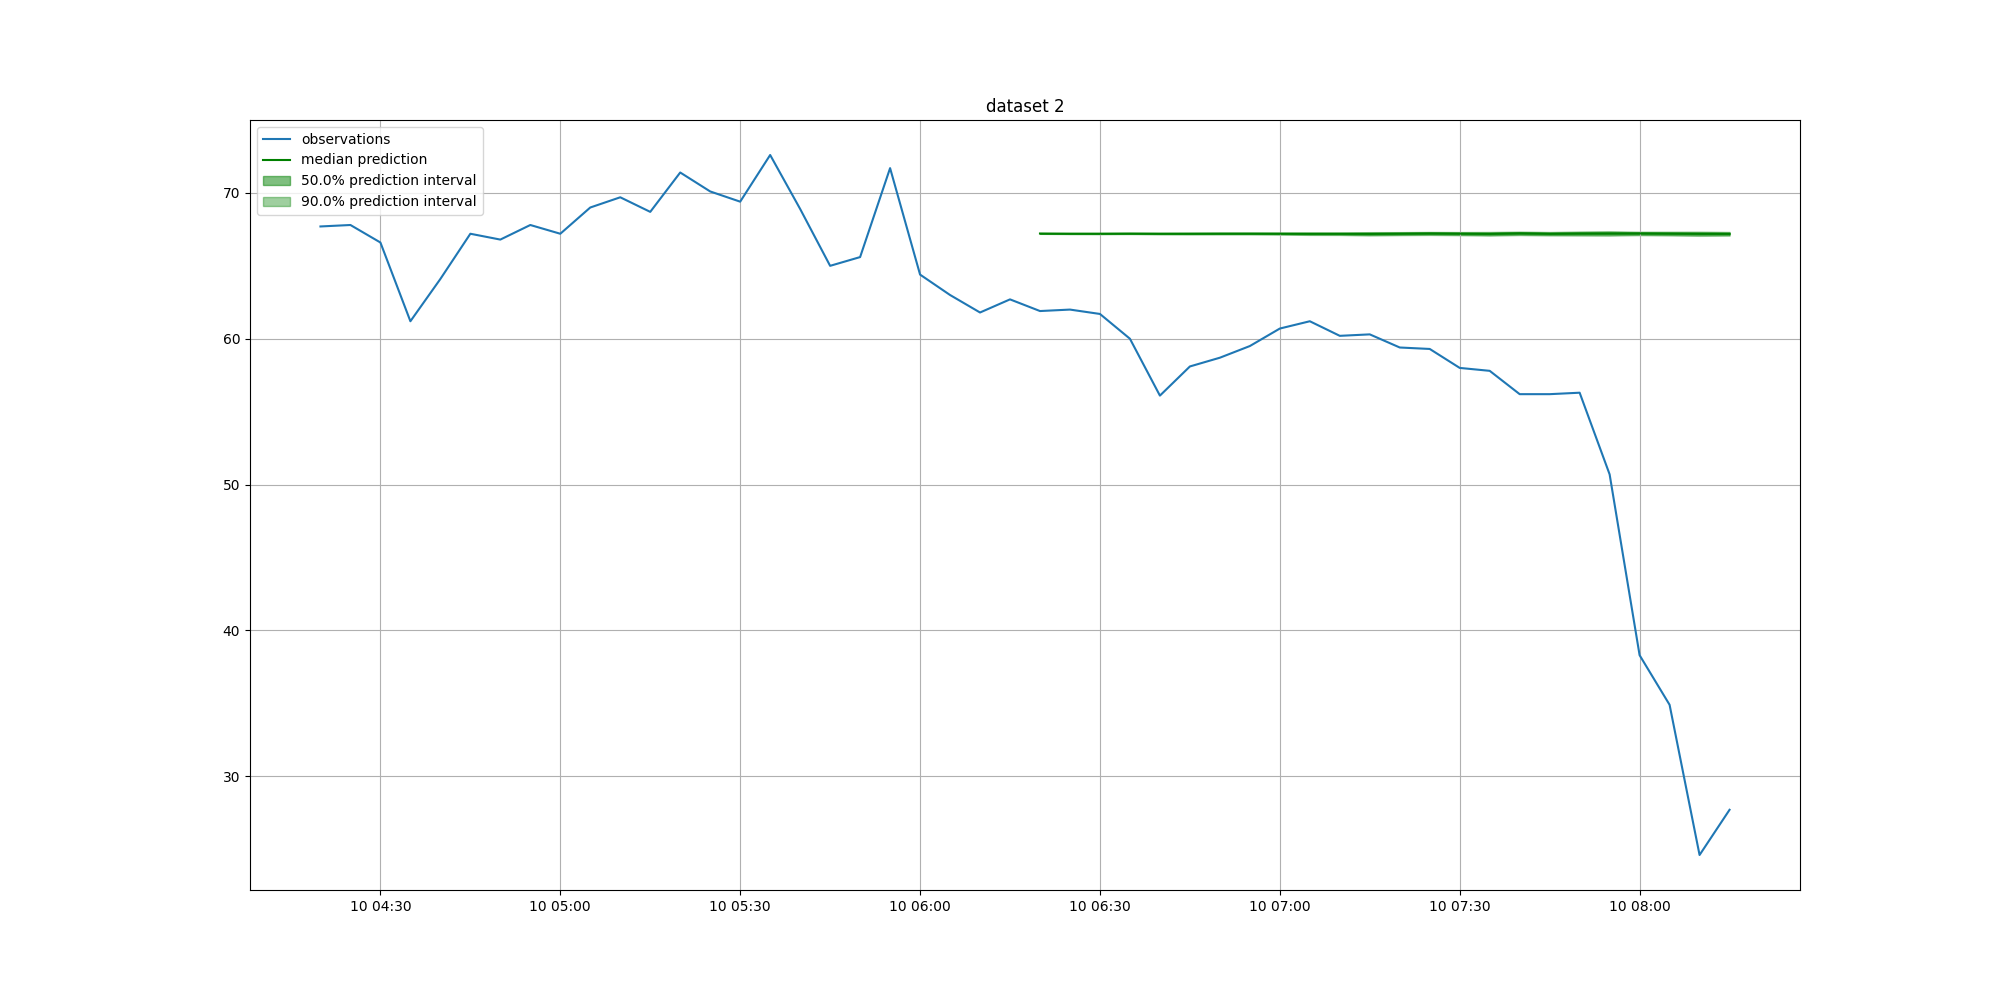 dataset 2
observations
median prediction
50.0% prediction interval
90.0% prediction interval
70
60
50
40
30
10 04:30
10 05:00
10 05:30
10 06:00
10 06:30
10 07:00
10 07:30
10 08:00